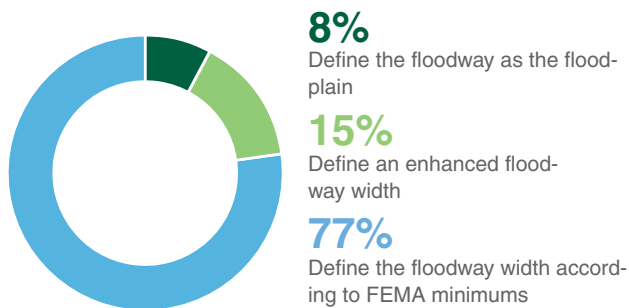 8%
Define the floodway as the flood-
plain
15%
Define an enhanced flood-
way width
77%
Define the floodway width accord-
ing to FEMA minimums